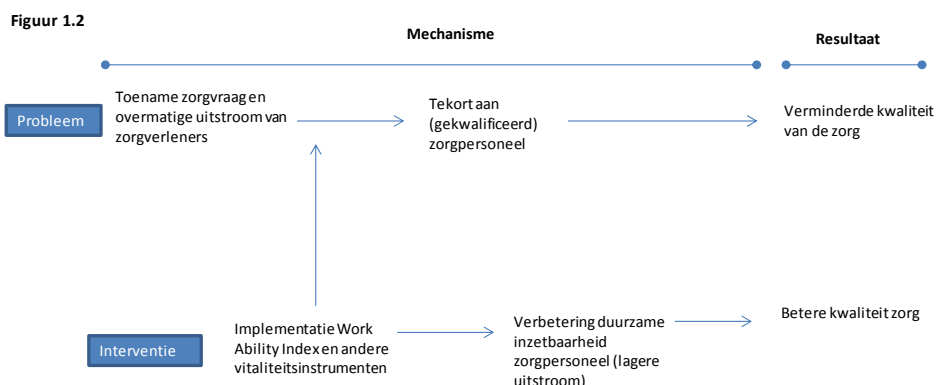 Figuur 1.2
Mechanisme
Resultaat
Probleem
Toename zorgvraag en
overmatige uitstroom van
zorgverleners
Tekort aan
(gekwalificeerd)
zorgpersoneel
Verminderde kwaliteit
van de zorg
Interventie
Implementatie Work
Ability Index en andere
vitaliteitsinstrumenten
Verbetering duurzame
inzetbaarheid
zorgpersoneel (lagere
uitstroom)
Betere kwaliteit zorg